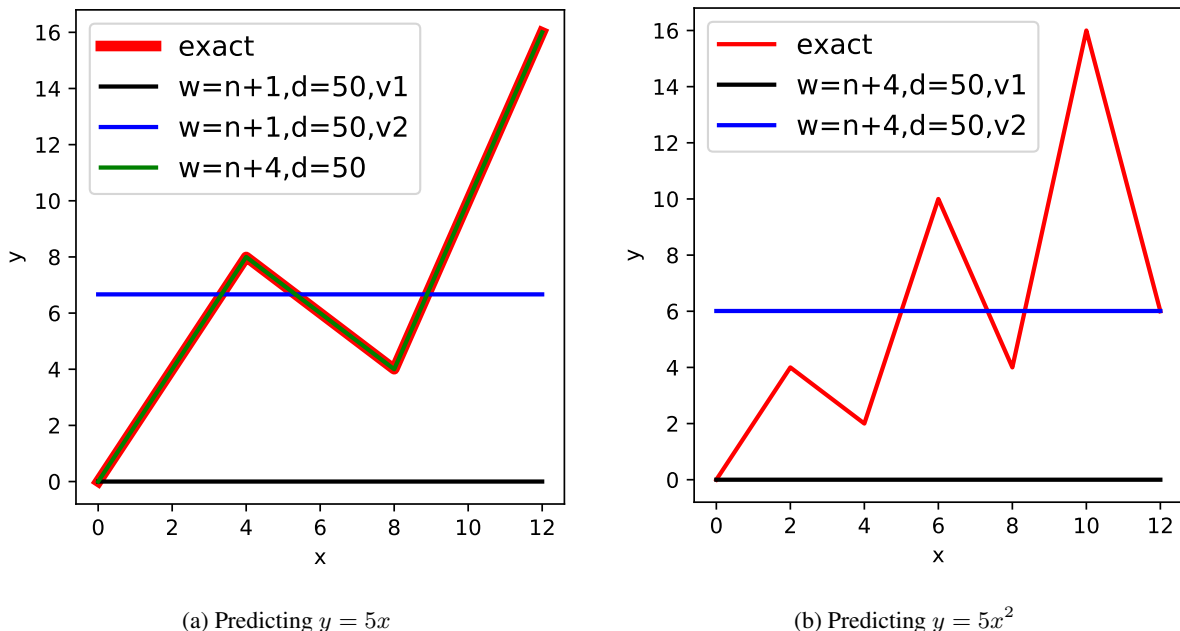 exact
w=n+1,d=50,v1
w=n+1,d=50,v2
w=n+4,d=50
16
14
12
10
8
6
4
2
0
y
0 2 4 6 8 10 12
x
(a) Predicting y = 5x
exact
w=n+4,d=50,v1
w=n+4,d=50,v2
16
14
12
10
8
6
4
2
0
y
0 2 4 6 8 10 12
x
(b) Predicting y = 5x²